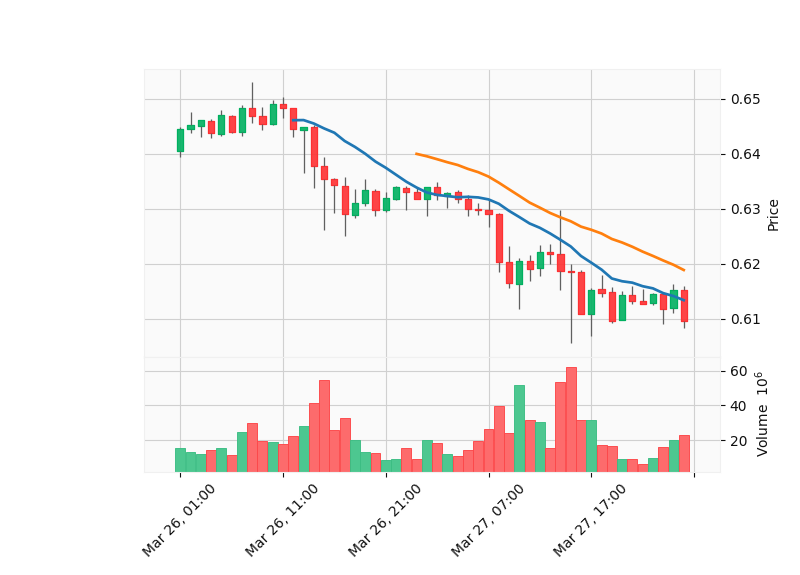 0.65
0.64
0.63
0.62
0.61
Price
60
40
20
Volume 10^6
Mar 26, 01:00
Mar 26, 11:00
Mar 26, 21:00
Mar 27, 07:00
Mar 27, 17:00